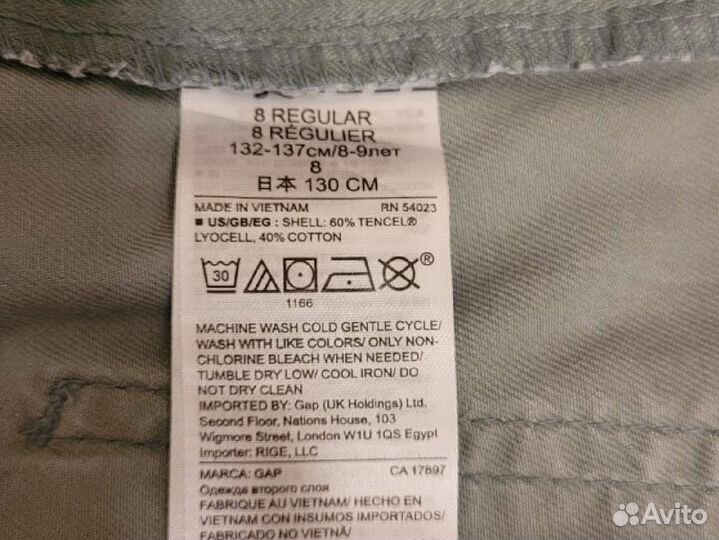 8 REGULAR
8 RÉGULIER
132-137см/8-9лет
8
日本 130 CM
MADE IN VIETNAM RN 54023
■ US/GB/EG : SHELL: 60% TENCEL®
LYOCELL, 40% COTTON
30
®
1166
MACHINE WASH COLD GENTLE CYCLE/
WASH WITH LIKE COLORS/ ONLY NON-
CHLORINE BLEACH WHEN NEEDED/
TUMBLE DRY LOW/ COOL IRON/ DO
NOT DRY CLEAN
IMPORTED BY: Gap (UK Holdings) Ltd.
Second Floor, Nations House, 103
Wigmore Street, London W1U 1QS Egypt
Importer: RIGE, LLC
MARCA: GAP CA 17897
Одежда второго слоя
FABRIQUE AU VIETNAM/ HECHO EN
VIETNAM CON INSUMOS IMPORTADOS/
FABRICADO NO VIETNÃ/
Avito